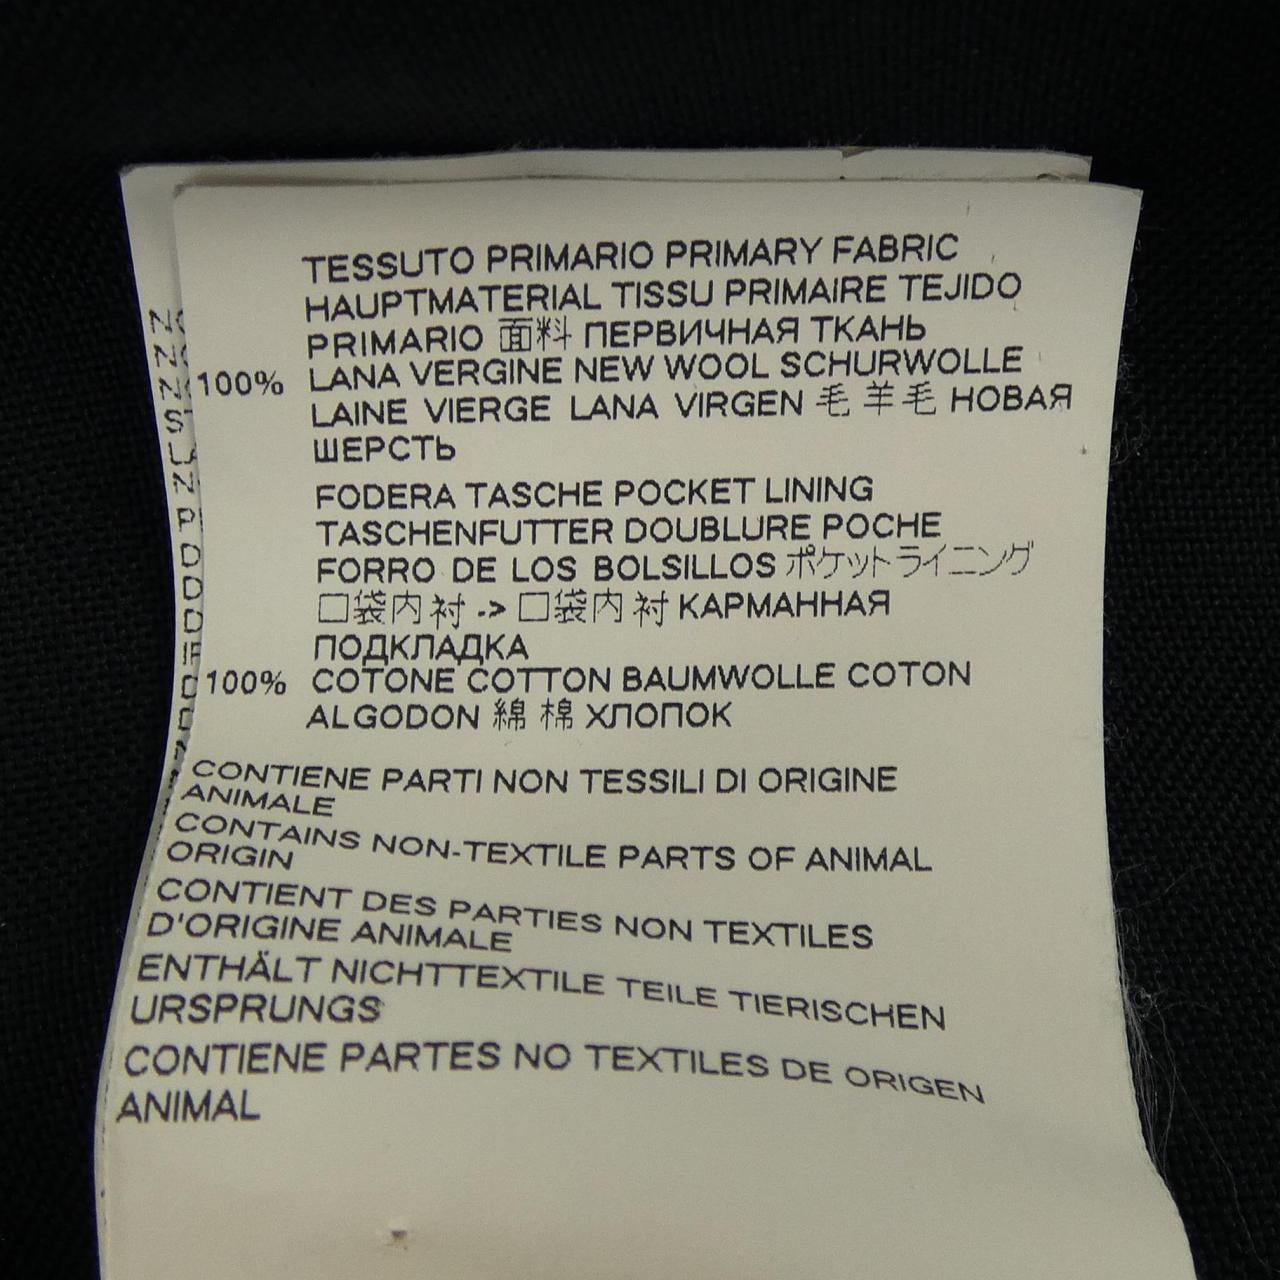 TESSUTO PRIMARIO PRIMARY FABRIC
HAUPTMATERIAL TISSU PRIMAIRE TEJIDO
PRIMARIO 面料 ПЕРВИЧНАЯ ТКАНЬ
100% LANA VERGINE NEW WOOL SCHURWOLLE
LAINE VIERGE LANA VIRGEN 毛 羊毛 НОВАЯ
ШЕРСТЬ
FODERA TASCHE POCKET LINING
TASCHENFUTTER DOUBLURE POCHE
FORRO DE LOS BOLSILLOS ポケットライニング
口袋内衬 -> 口袋内衬 КАРМАННАЯ
ПОДКЛАДКА
100% COTONE COTTON BAUMWOLLE COTON
ALGODON 綿 棉 ХЛОПОК
CONTIENE PARTI NON TESSILI DI ORIGINE
ANIMALE
CONTAINS NON-TEXTILE PARTS OF ANIMAL
ORIGIN
CONTIENT DES PARTIES NON TEXTILES
D'ORIGINE ANIMALE
ENTHÄLT NICHTTEXTILE TEILE TIERISCHEN
URSPRUNGS
CONTIENE PARTES NO TEXTILES DE ORIGEN
ANIMAL